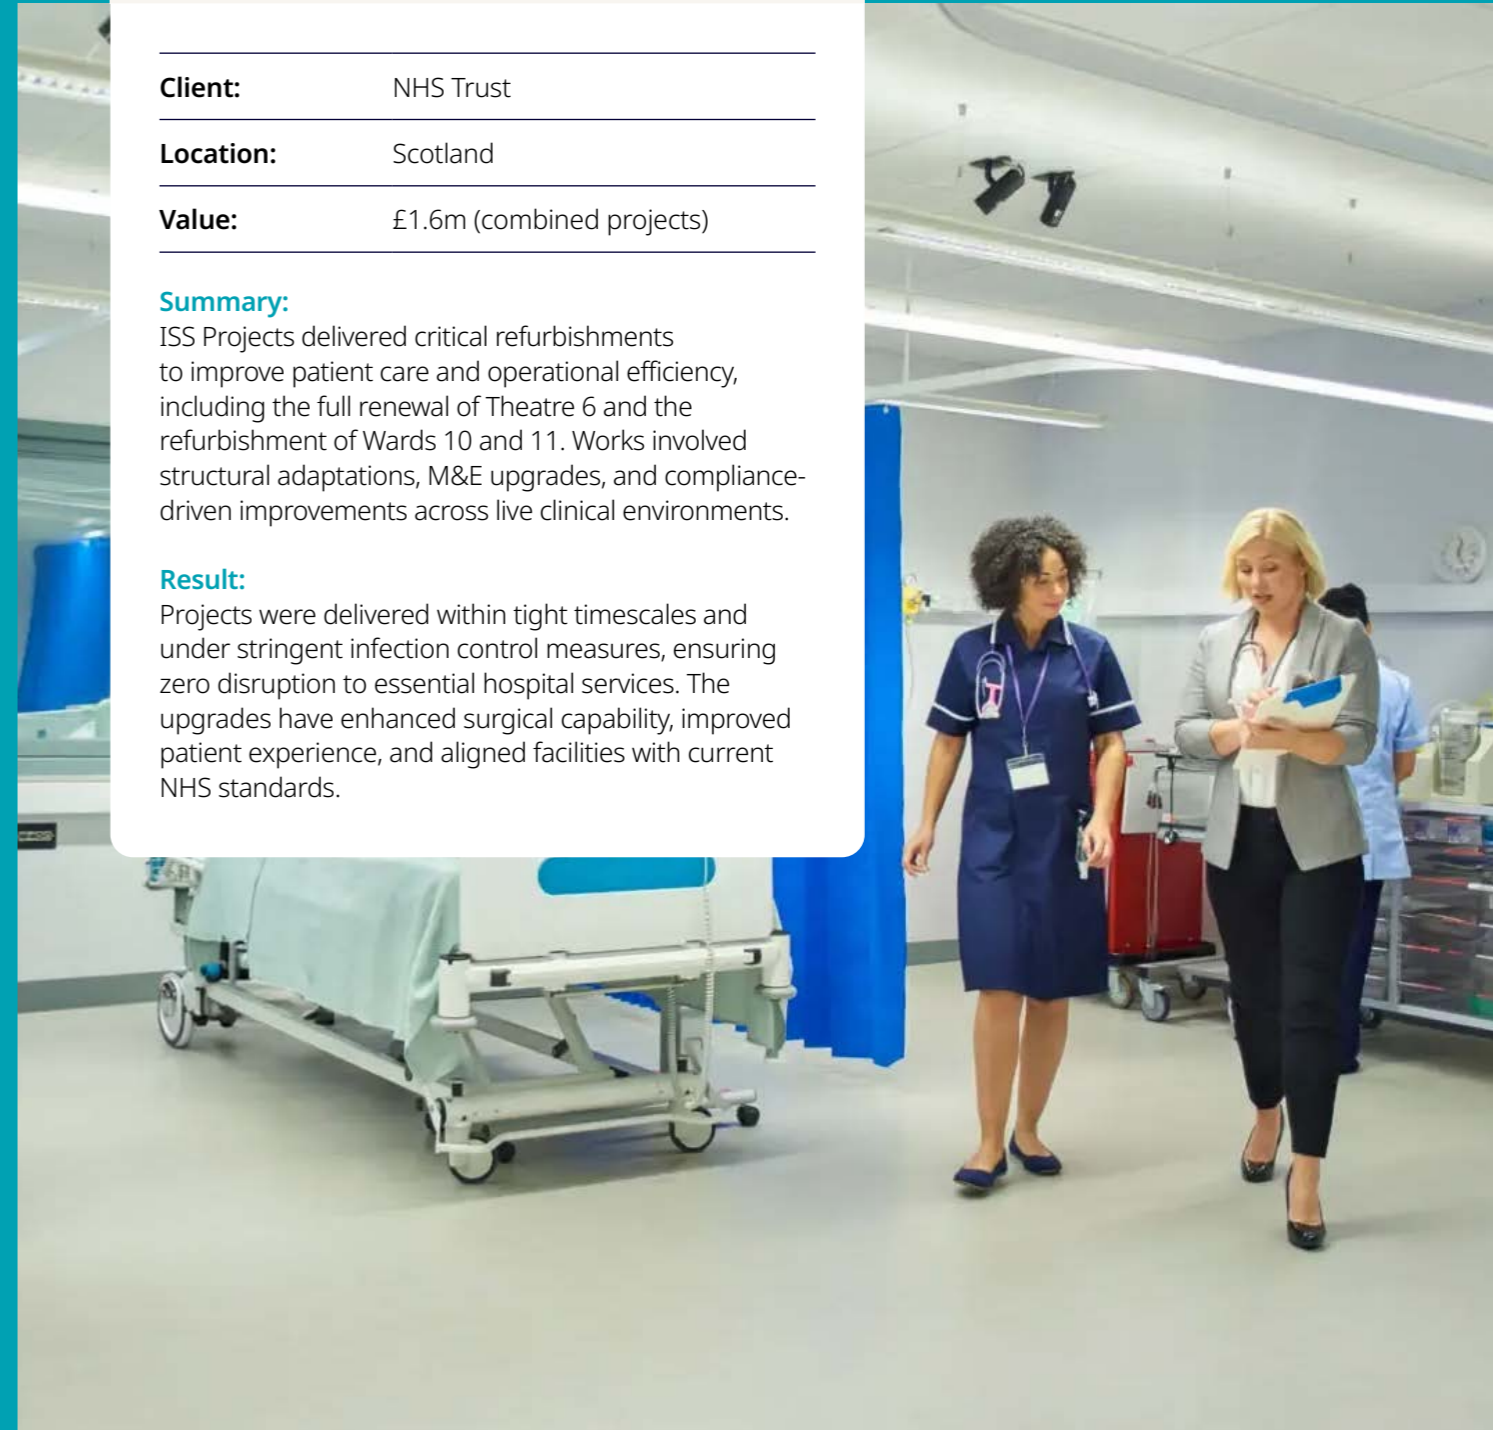 Client: NHS Trust
Location: Scotland
Value: £1.6m (combined projects)
Summary:
ISS Projects delivered critical refurbishments
to improve patient care and operational efficiency,
including the full renewal of Theatre 6 and the
refurbishment of Wards 10 and 11. Works involved
structural adaptations, M&E upgrades, and compliance-
driven improvements across live clinical environments.
Result:
Projects were delivered within tight timescales and
under stringent infection control measures, ensuring
zero disruption to essential hospital services. The
upgrades have enhanced surgical capability, improved
patient experience, and aligned facilities with current
NHS standards.